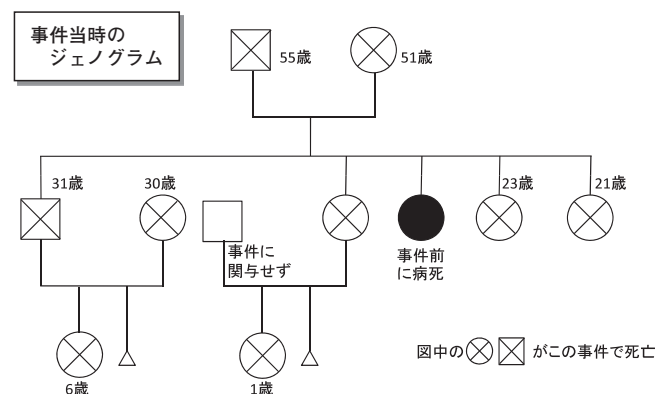 事件当時の
ジェノグラム
55歳
51歳
31歳
30歳
23歳
21歳
事件に
関与せず
事件前
に病死
図中の
がこの事件で死亡
6歳
1歳